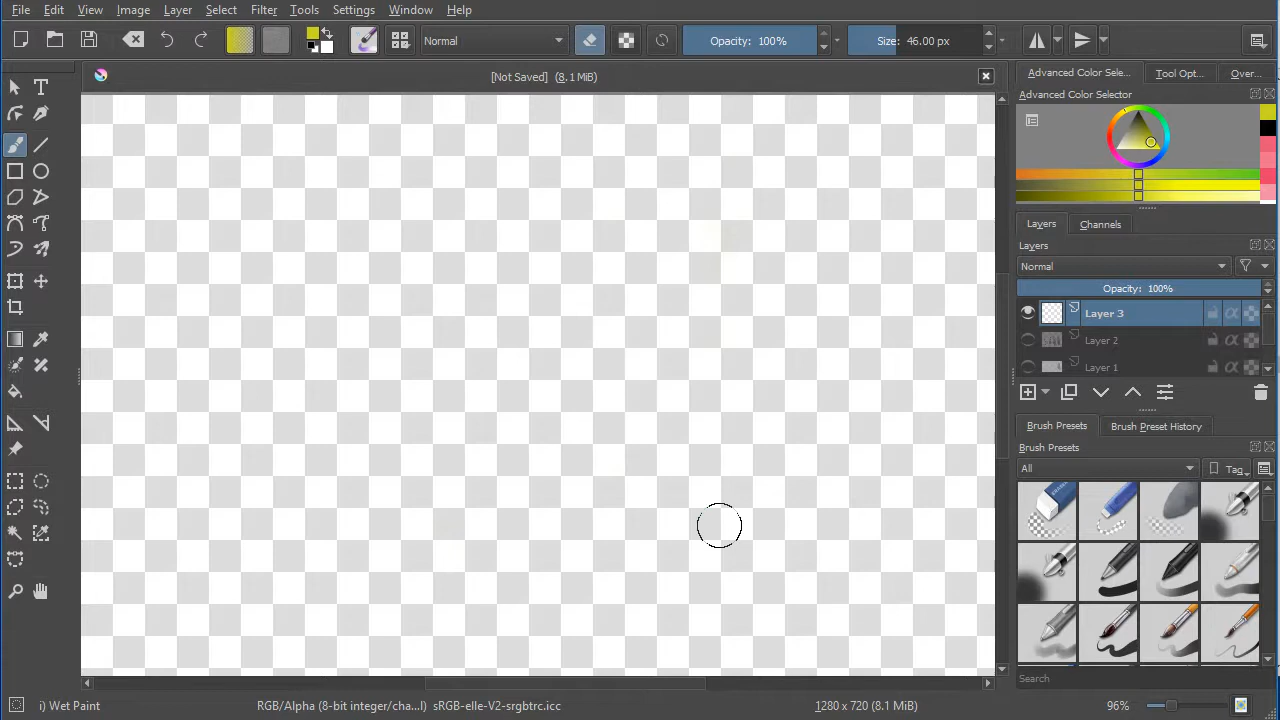 File Edit View Image Layer Select Filter Tools Settings Window Help
Normal Opacity: 100% Size: 46.00 px
[Not Saved] (8.1 MiB)
Advanced Color Sele... Tool Opt... Over...
Advanced Color Selector
Layers Channels
Layers
Normal
Opacity: 100%
Layer 3
Layer 2
Layer 1
Brush Presets Brush Preset History
Brush Presets
All Tag
Search
i) Wet Paint RGB/Alpha (8-bit integer/cha...l) sRGB-elle-V2-srgbtrc.icc 1280 x 720 (8.1 MiB) 96%